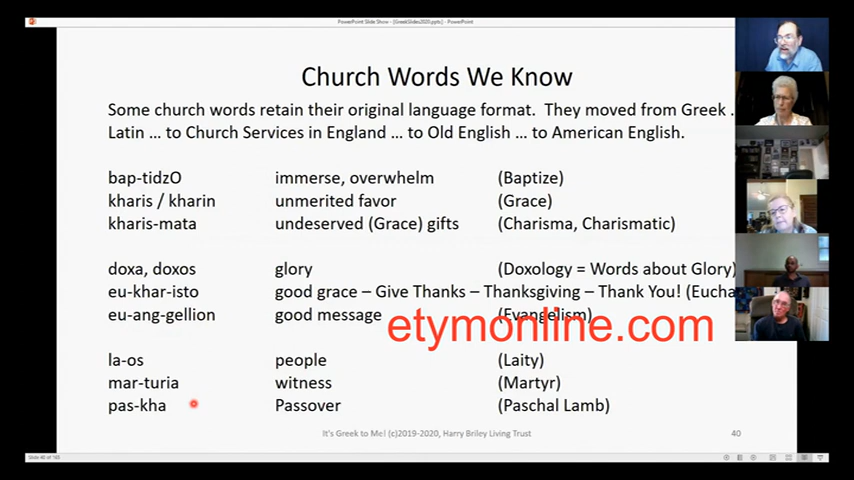 PowerPoint Slide Show - [GreekSlides2020.pptx] - PowerPoint
Church Words We Know
Some church words retain their original language format. They moved from Greek .
Latin … to Church Services in England … to Old English … to American English.
bap-tidzO immerse, overwhelm (Baptize)
kharis / kharin unmerited favor (Grace)
kharis-mata undeserved (Grace) gifts (Charisma, Charismatic)
doxa, doxos glory (Doxology = Words about Glory)
eu-khar-isto good grace – Give Thanks – Thanksgiving – Thank You! (Eucha
eu-ang-gellion good message (Evangelism)
etymonline.com
la-os people (Laity)
mar-turia witness (Martyr)
pas-kha Passover (Paschal Lamb)
It's Greek to Me! (c)2019-2020, Harry Briley Living Trust 40